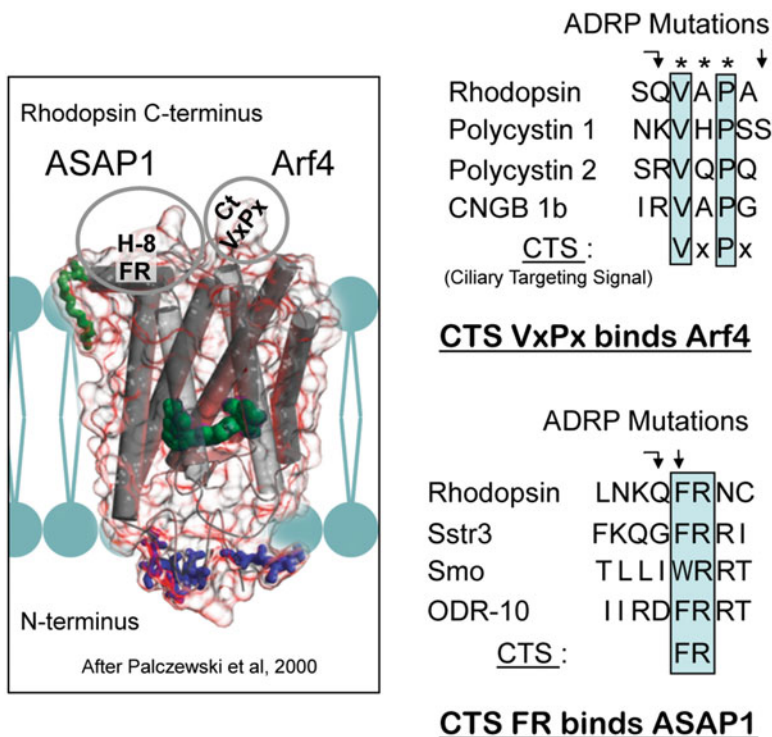 Rhodopsin C-terminus
ASAP1 Arf4
Ct
VxPx
H-8
FR
N-terminus
After Palczewski et al, 2000
ADRP Mutations
* * *
Rhodopsin SQVAPA
Polycystin 1 NKVHPSS
Polycystin 2 SRVQPQ
CNGB 1b IRVAPG
CTS : VxPx
(Ciliary Targeting Signal)
CTS VxPx binds Arf4
ADRP Mutations
Rhodopsin LNKQFRNC
Sstr3 FKQGFRRI
Smo TLLIWRRT
ODR-10 IIRDFRRT
CTS : FR
CTS FR binds ASAP1